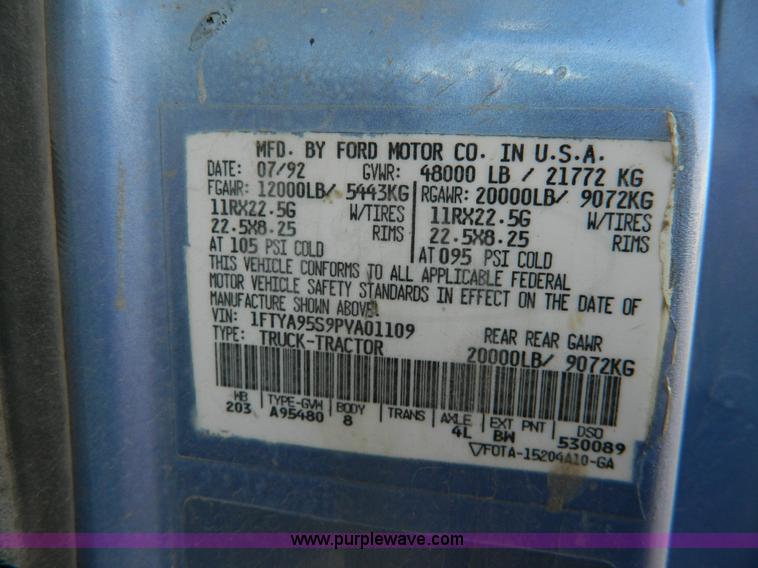 MFD. BY FORD MOTOR CO. IN U.S.A.
DATE: 07/92 GVWR: 48000 LB / 21772 KG
FGAWR: 12000LB/ 5443KG RGAWR: 20000LB/ 9072KG
11RX22.5G W/TIRES 11RX22.5G W/TIRES
22.5X8.25 RIMS 22.5X8.25 RIMS
AT 105 PSI COLD AT 095 PSI COLD
THIS VEHICLE CONFORMS TO ALL APPLICABLE FEDERAL
MOTOR VEHICLE SAFETY STANDARDS IN EFFECT ON THE DATE OF
MANUFACTURE SHOWN ABOVE.
VIN: 1FTYA95S9PVA01109 REAR REAR GAWR
TYPE: TRUCK-TRACTOR 20000LB/ 9072KG
WB TYPE-GVW BODY TRANS AXLE EXT PNT DSO
203 A95480 8 4L BW 530089
F0TA-15204A10-GA
www.purplewave.com